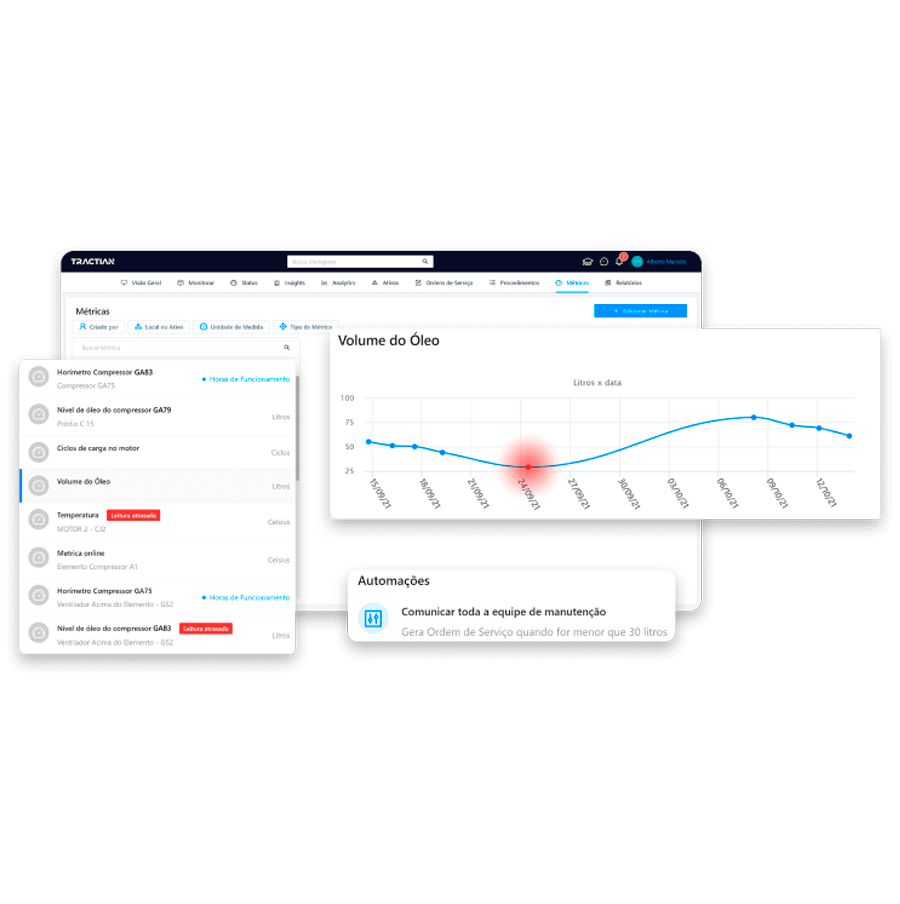 TRACTIAN
Busca Inteligente
Alberto Macedo
Visão Geral Monitorar Status Insights Analytics Ativos Ordens de Serviço Procedimentos Métricas Relatórios
Métricas
+ Adicionar Métrica
Criado por Local ou Ativo Unidade de Medida Tipo de Métrica
Buscar Métrica
Horímetro Compressor GA83
Compressor GA75
Horas de Funcionamento
Nível de óleo do compressor GA79
Prédio C 15
Litros
Ciclos de carga no motor
Ciclos
Volume do Óleo
Litros
Temperatura Leitura atrasada
MOTOR 2 - CJ2
Celsius
Metrica online
Elemento Compressor A1
Celsius
Horímetro Compressor GA75
Ventilador Acima do Elemento - GS2
Horas de Funcionamento
Nível de óleo do compressor GA83 Leitura atrasada
Ventilador Acima do Elemento - GS2
Litros
Volume do Óleo
Litros x data
100
75
50
25
15/09/21
18/09/21
21/09/21
24/09/21
27/09/21
30/09/21
03/10/21
06/10/21
09/10/21
12/10/21
Automações
Comunicar toda a equipe de manutenção
Gera Ordem de Serviço quando for menor que 30 litros